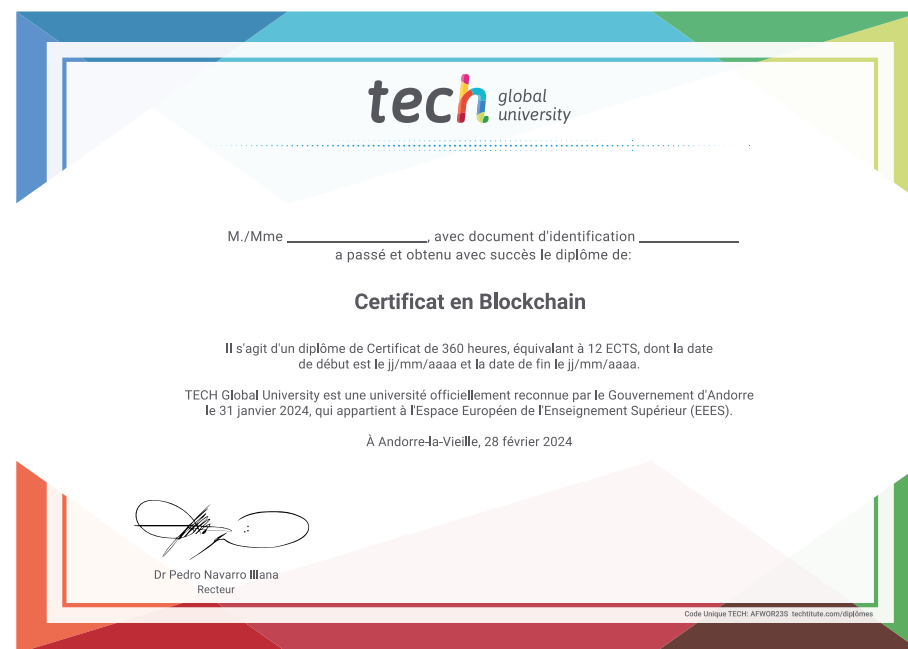 tech global university
M./Mme ________________, avec document d'identification ____________
a passé et obtenu avec succès le diplôme de:
Certificat en Blockchain
Il s'agit d'un diplôme de Certificat de 360 heures, équivalant à 12 ECTS, dont la date
de début est le jj/mm/aaaa et la date de fin le jj/mm/aaaa.
TECH Global University est une université officiellement reconnue par le Gouvernement d'Andorre
le 31 janvier 2024, qui appartient à l'Espace Européen de l'Enseignement Supérieur (EEES).
À Andorre-la-Vieille, 28 février 2024
Dr Pedro Navarro Illana
Recteur
Code Unique TECH: AFWOR23S techtitute.com/diplômes